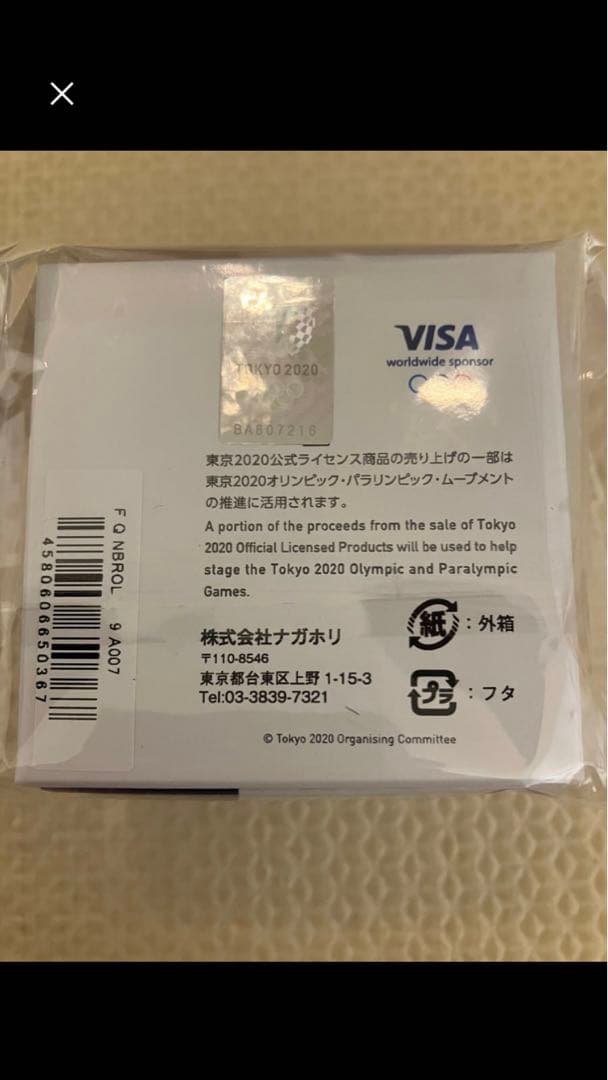 TOKYO 2020
BA807216
VISA
worldwide sponsor
東京2020公式ライセンス商品の売り上げの一部は
東京2020オリンピック・パラリンピック・ムーブメント
の推進に活用されます。
A portion of the proceeds from the sale of Tokyo
2020 Official Licensed Products will be used to help
stage the Tokyo 2020 Olympic and Paralympic
Games.
株式会社ナガホリ
〒110-8546
東京都台東区上野 1-15-3
Tel:03-3839-7321
紙：外箱
プラ：フタ
© Tokyo 2020 Organising Committee
F Q NBROL 9 A007
4580606650367